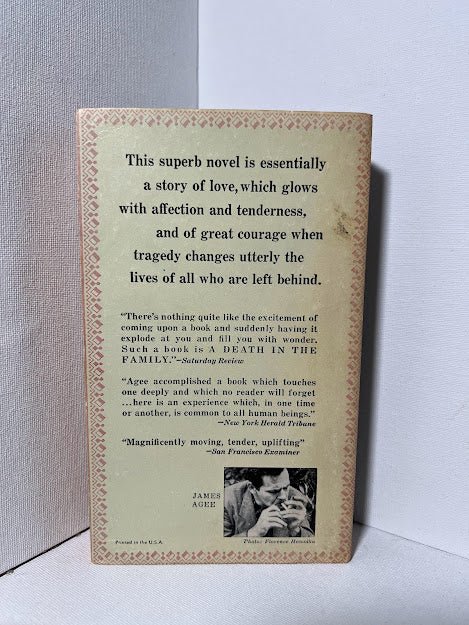 This superb novel is essentially
a story of love, which glows
with affection and tenderness,
and of great courage when
tragedy changes utterly the
lives of all who are left behind.
“There's nothing quite like the excitement of
coming upon a book and suddenly having it
explode at you and fill you with wonder.
Such a book is A DEATH IN THE
FAMILY.”—Saturday Review
“Agee accomplished a book which touches
one deeply and which no reader will forget
...here is an experience which, in one time
or another, is common to all human beings.”
—New York Herald Tribune
“Magnificently moving, tender, uplifting”
—San Francisco Examiner
JAMES
AGEE
Printed in the U.S.A.
Photo: Florence Homolka